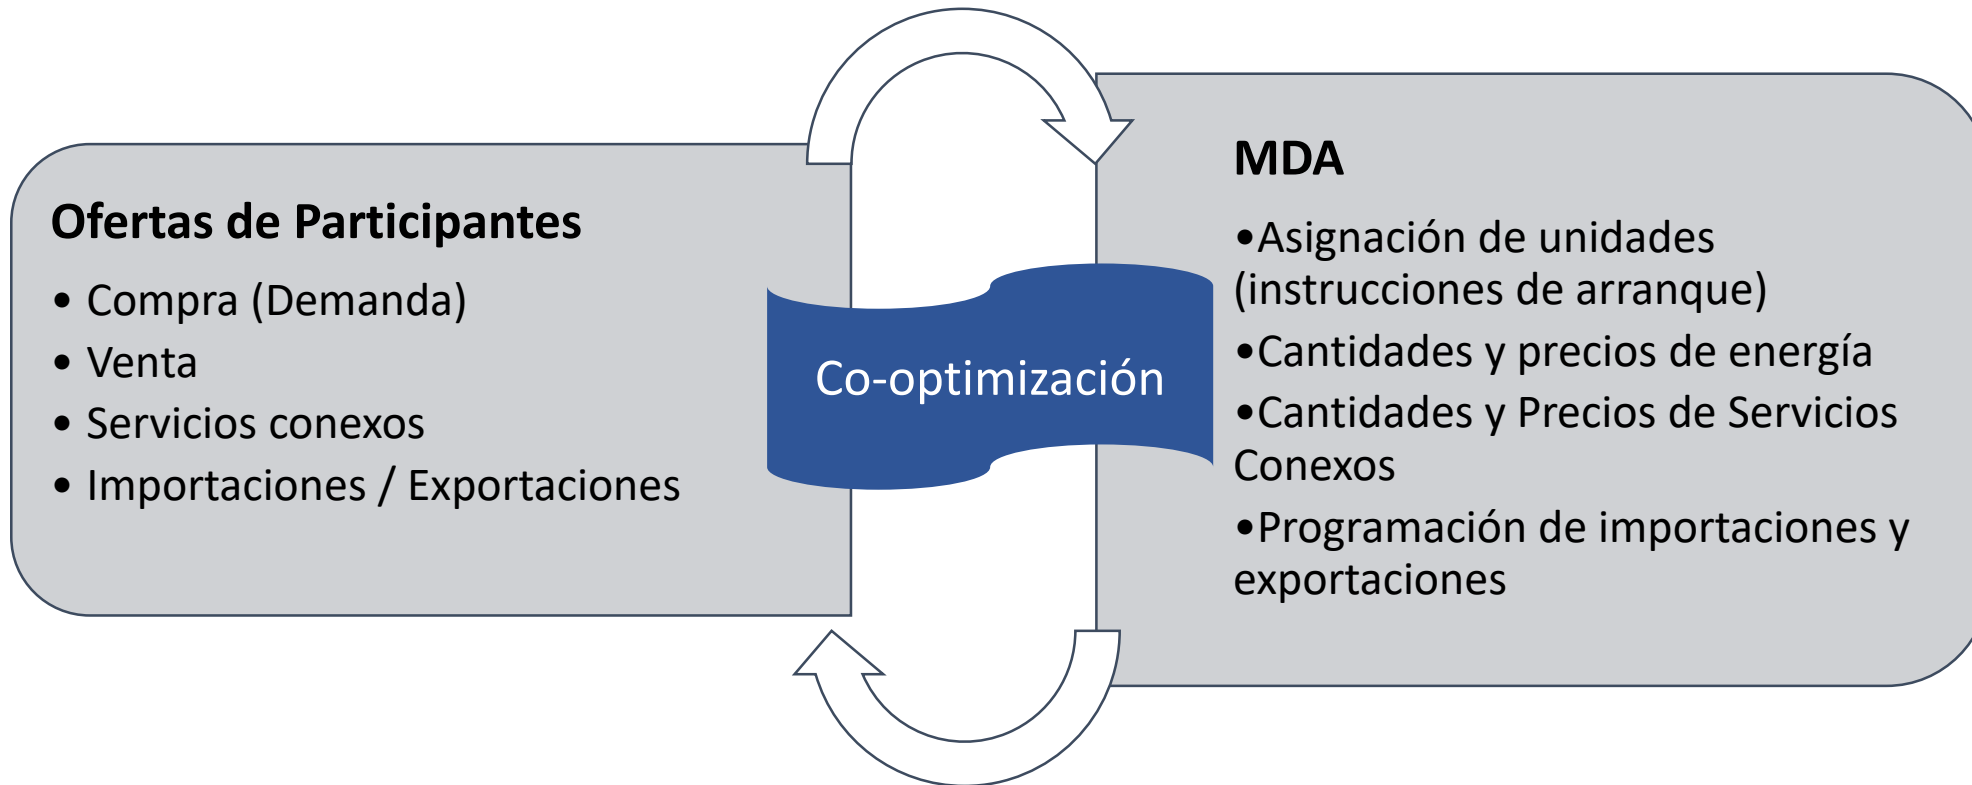 Ofertas de Participantes
• Compra (Demanda)
• Venta
• Servicios conexos
• Importaciones / Exportaciones
Co-optimización
MDA
•Asignación de unidades
(instrucciones de arranque)
•Cantidades y precios de energía
•Cantidades y Precios de Servicios
Conexos
•Programación de importaciones y
exportaciones